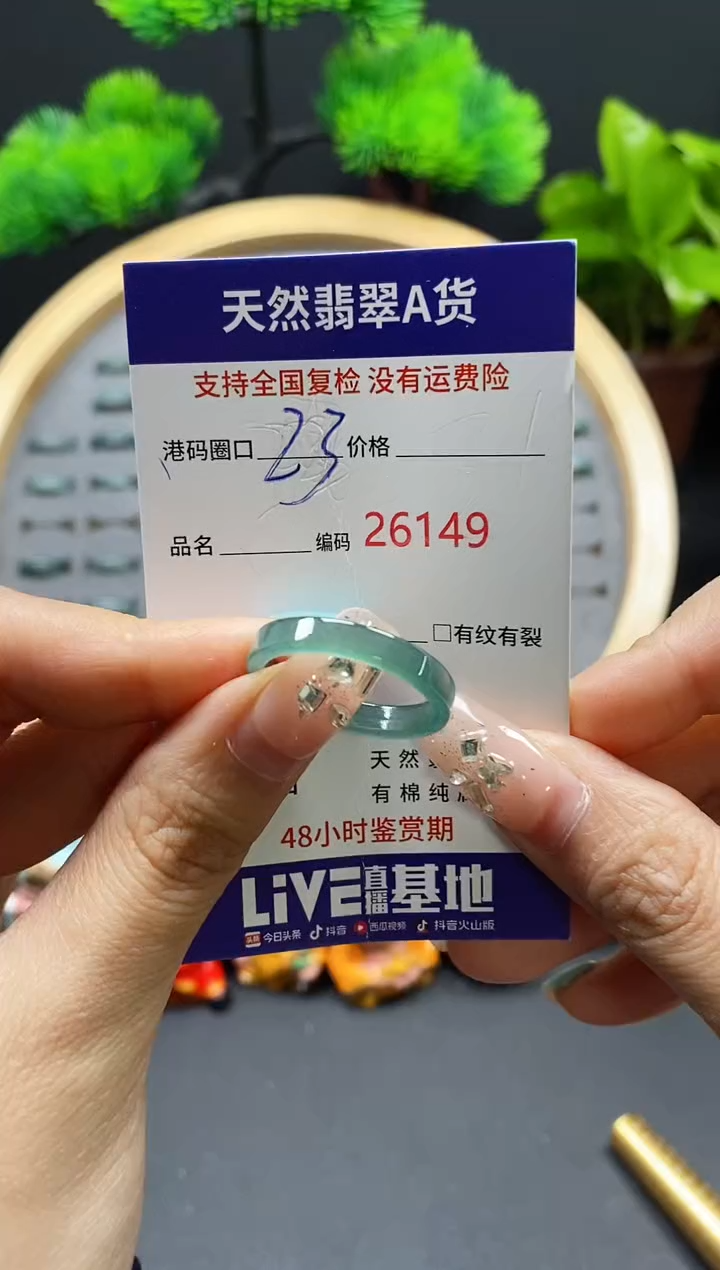 天然翡翠A货
支持全国复检 没有运费险
港码圈口 23 价格
品名 编码 26149
□有纹有裂
天然
有棉纯
48小时鉴赏期
LiVE直播基地
头条 今日头条 抖音 西瓜视频 抖音火山版